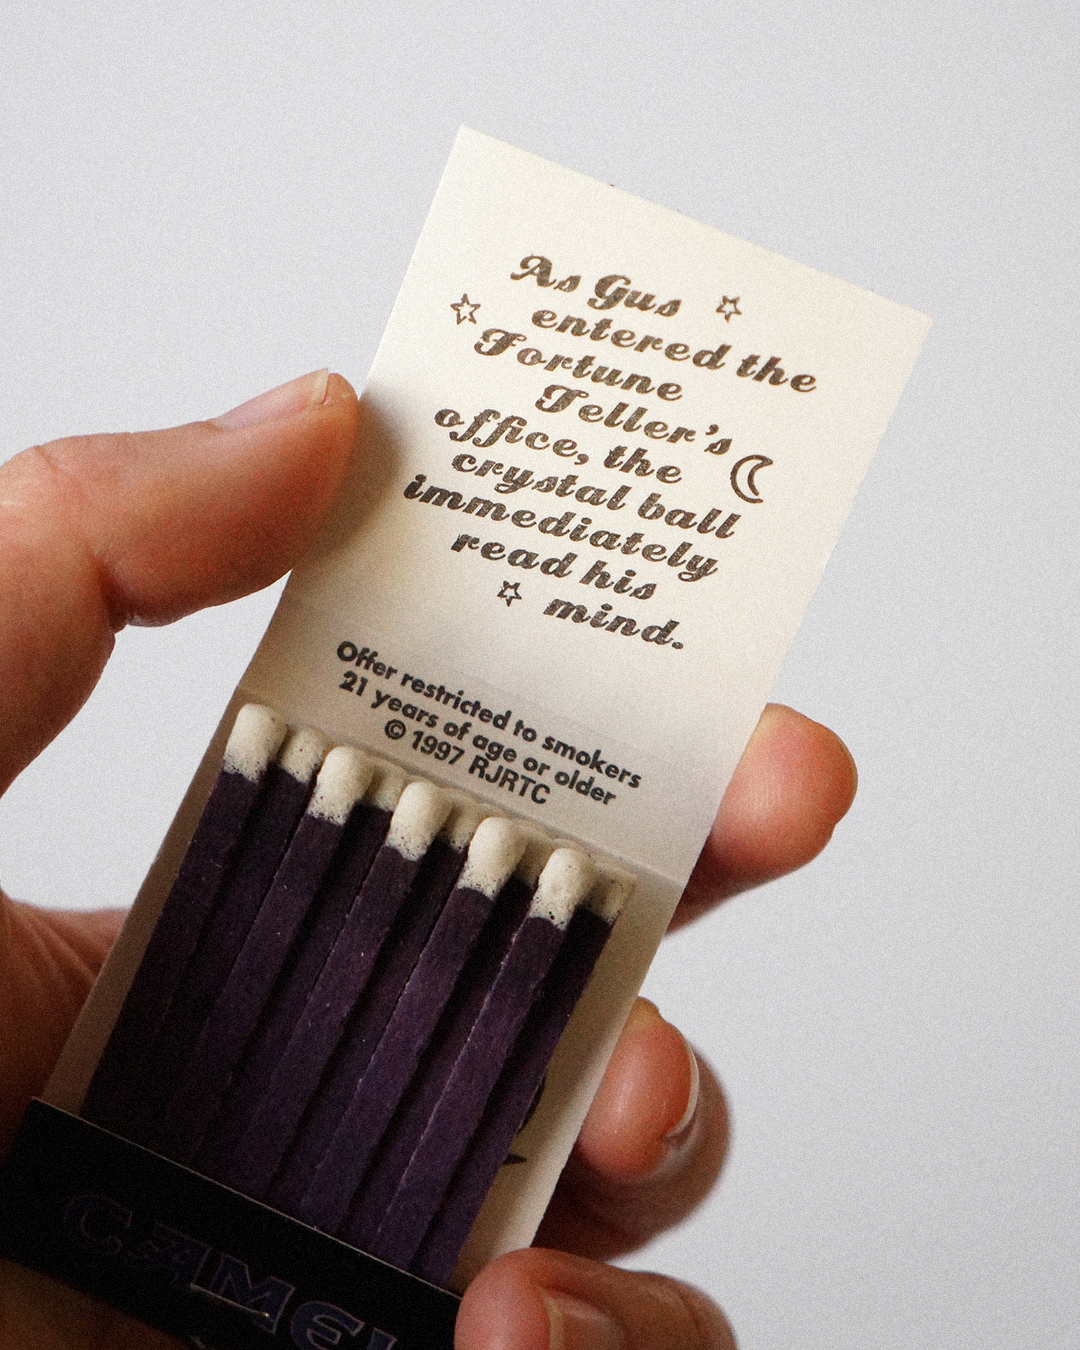 As Gus
entered the
Fortune
Teller's
office, the
crystal ball
immediately
read his
mind.
Offer restricted to smokers
21 years of age or older
© 1997 RJRTC
CAMEL